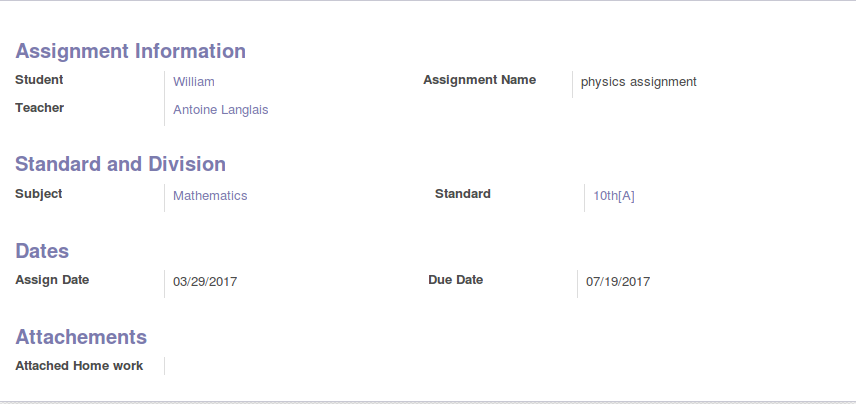 Assignment Information
Student William Assignment Name physics assignment
Teacher Antoine Langlais
Standard and Division
Subject Mathematics Standard 10th[A]
Dates
Assign Date 03/29/2017 Due Date 07/19/2017
Attachements
Attached Home work